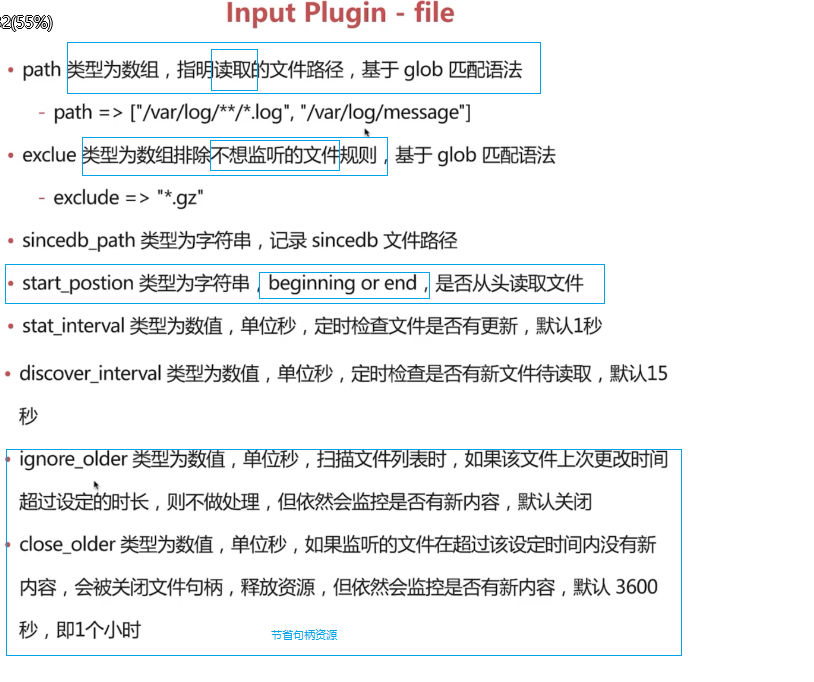 Input Plugin - file
2(55%)
• path 类型为数组，指明读取的文件路径，基于 glob 匹配语法
- path => ["/var/log/**/*.log", "/var/log/message"]
• exclue 类型为数组排除不想监听的文件规则，基于 glob 匹配语法
- exclude => "*.gz"
• sincedb_path 类型为字符串，记录 sincedb 文件路径
• start_postion 类型为字符串，beginning or end，是否从头读取文件
• stat_interval 类型为数值，单位秒，定时检查文件是否有更新，默认1秒
• discover_interval 类型为数值，单位秒，定时检查是否有新文件待读取，默认15
秒
• ignore_older 类型为数值，单位秒，扫描文件列表时，如果该文件上次更改时间
超过设定的时长，则不做处理，但依然会监控是否有新内容，默认关闭
• close_older 类型为数值，单位秒，如果监听的文件在超过该设定时间内没有新
内容，会被关闭文件句柄，释放资源，但依然会监控是否有新内容，默认 3600
秒，即1个小时
节省句柄资源